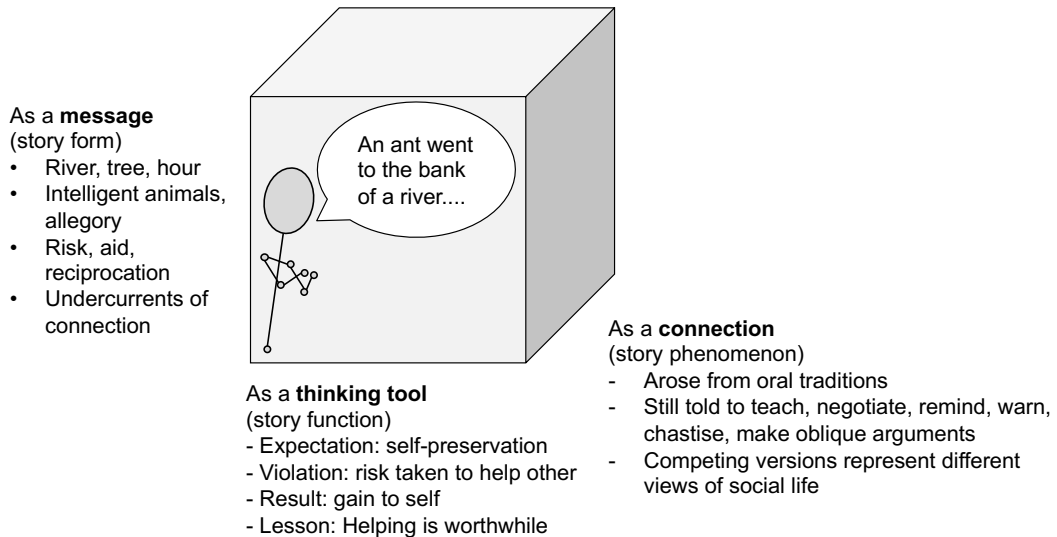 As a message
(story form)
• River, tree, hour
• Intelligent animals,
allegory
• Risk, aid,
reciprocation
• Undercurrents of
connection
An ant went
to the bank
of a river....
As a thinking tool
(story function)
- Expectation: self-preservation
- Violation: risk taken to help other
- Result: gain to self
- Lesson: Helping is worthwhile
As a connection
(story phenomenon)
- Arose from oral traditions
- Still told to teach, negotiate, remind, warn,
chastise, make oblique arguments
- Competing versions represent different
views of social life